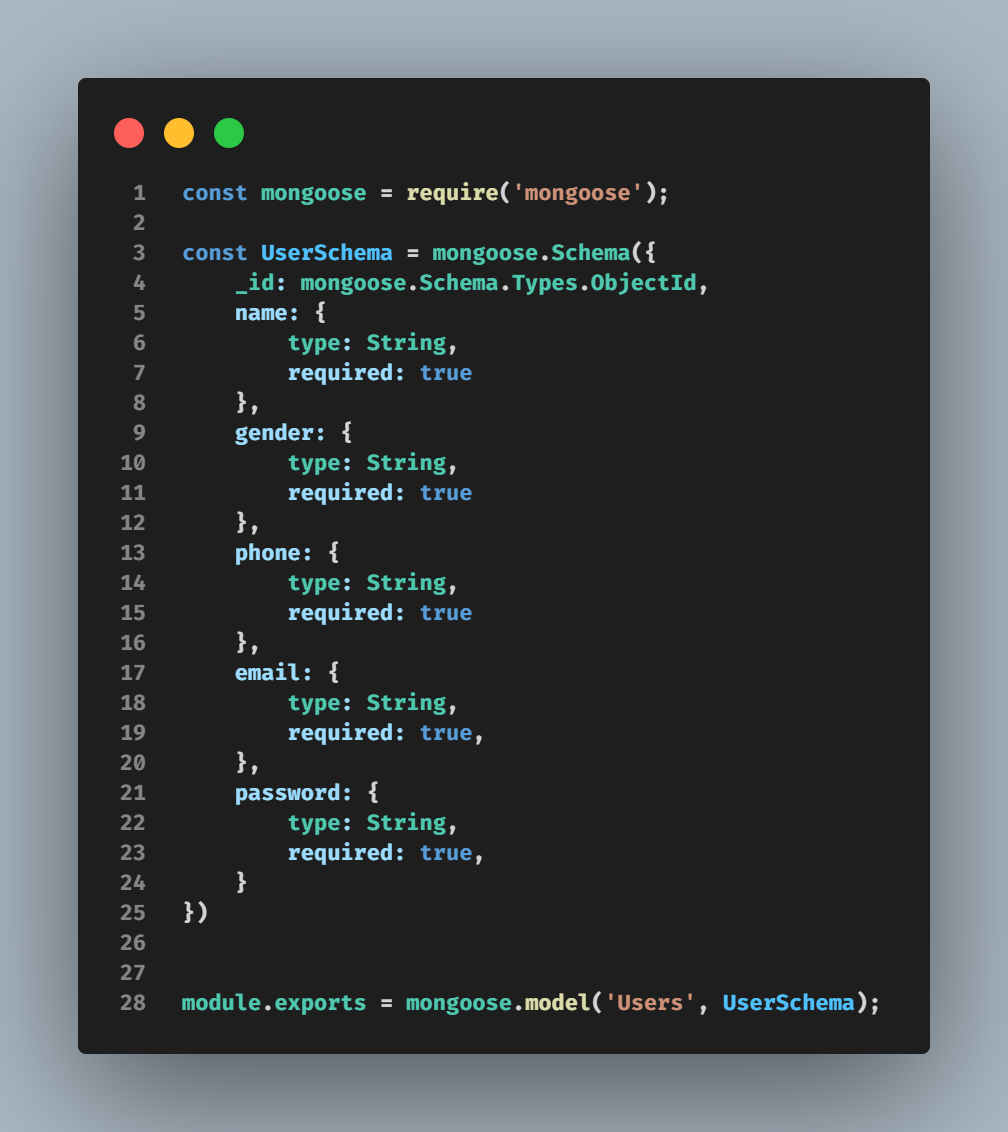 1 const mongoose = require('mongoose');
2
3 const UserSchema = mongoose.Schema({
4     _id: mongoose.Schema.Types.ObjectId,
5     name: {
6         type: String,
7         required: true
8     },
9     gender: {
10         type: String,
11         required: true
12     },
13     phone: {
14         type: String,
15         required: true
16     },
17     email: {
18         type: String,
19         required: true,
20     },
21     password: {
22         type: String,
23         required: true,
24     }
25 })
26
27
28 module.exports = mongoose.model('Users', UserSchema);